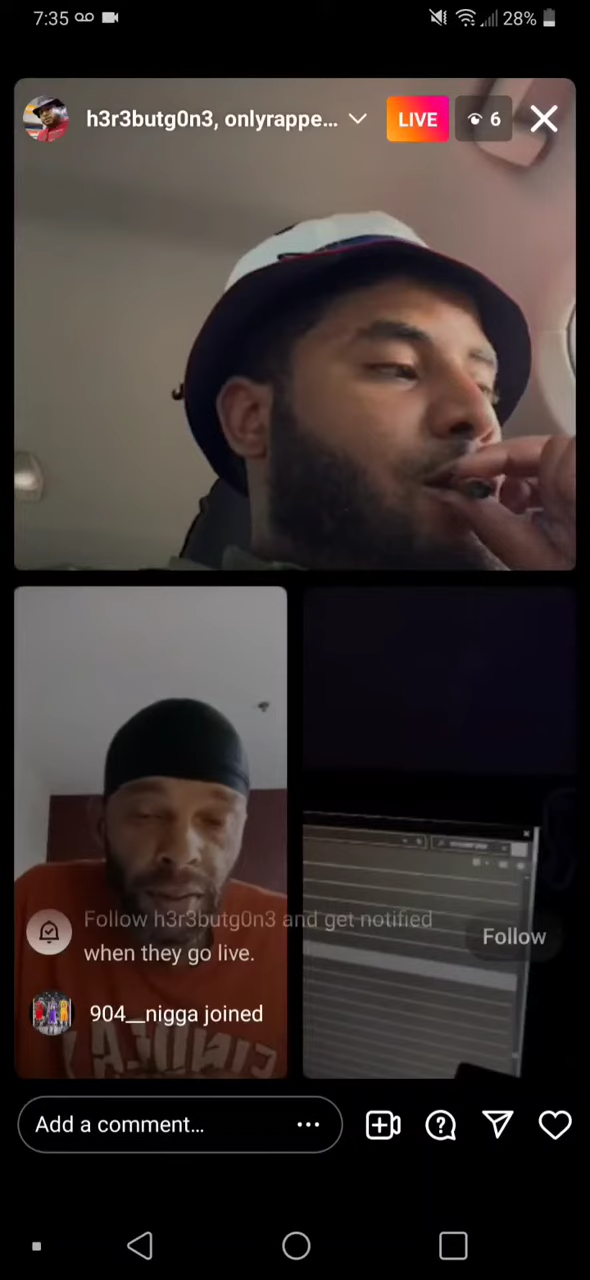 7:35
28%
h3r3butg0n3, onlyrappe...
LIVE
6
Follow h3r3butg0n3 and get notified
when they go live.
Follow
904__nigga joined
Add a comment...